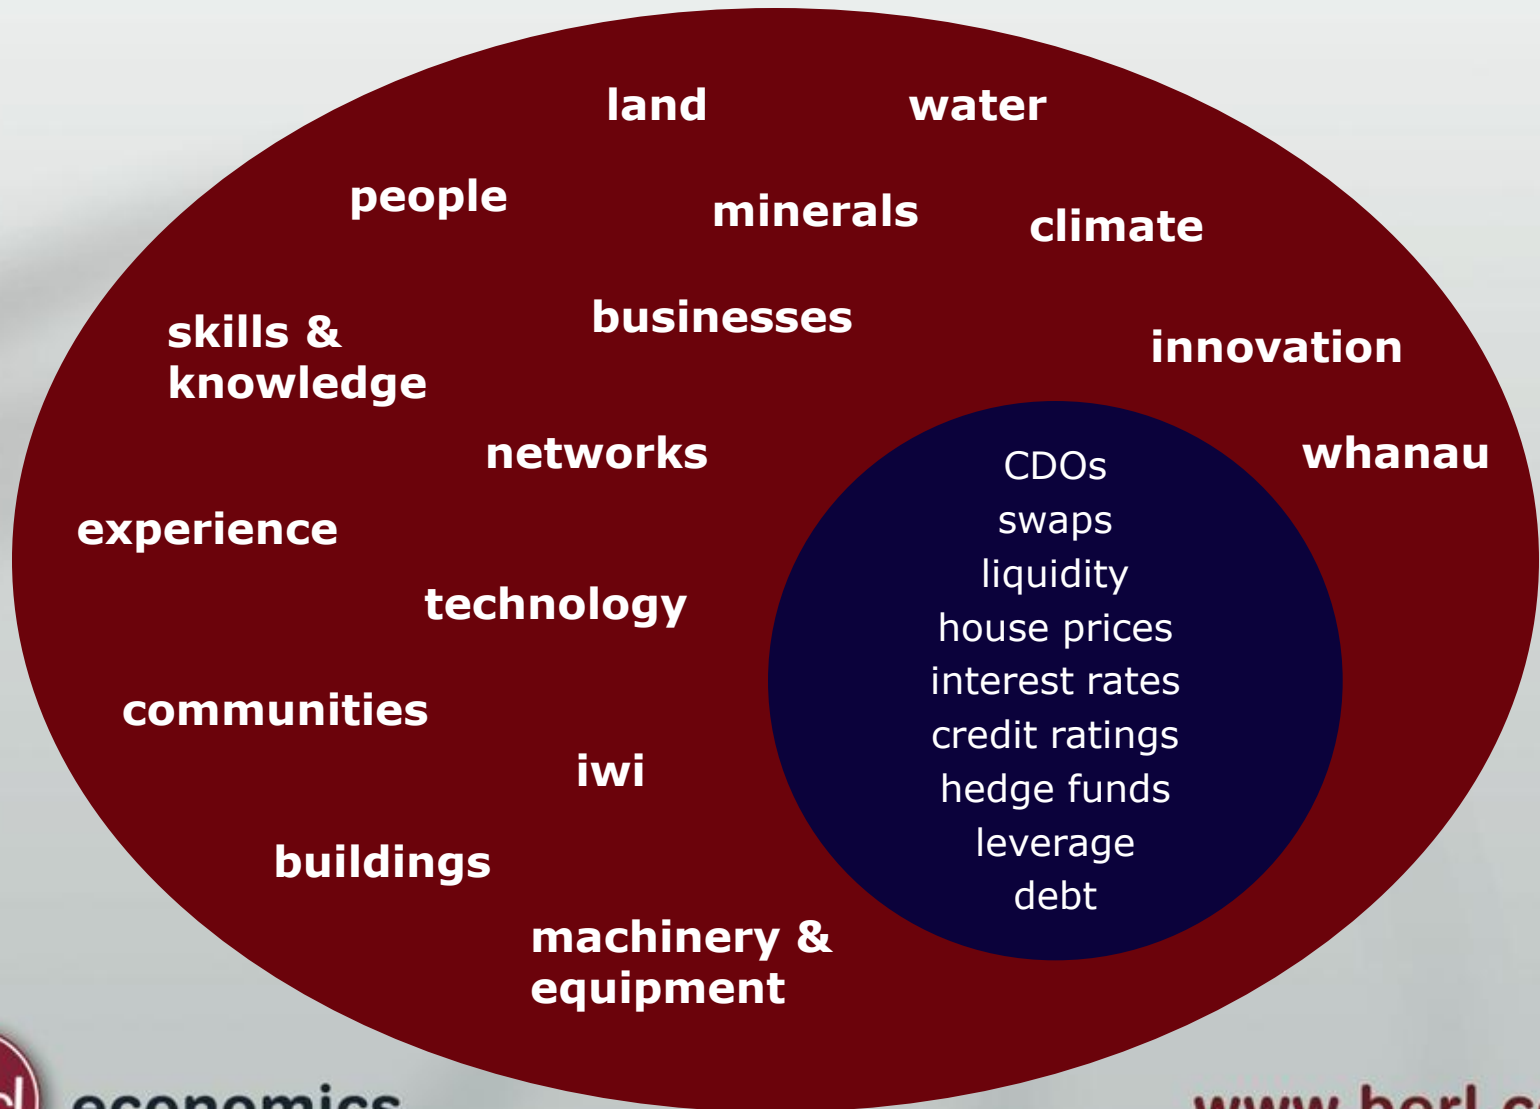 land water
people minerals climate
businesses
skills &
knowledge
innovation
networks
whanau
experience
technology
communities
iwi
buildings
machinery &
equipment
CDOs
swaps
liquidity
house prices
interest rates
credit ratings
hedge funds
leverage
debt
economics